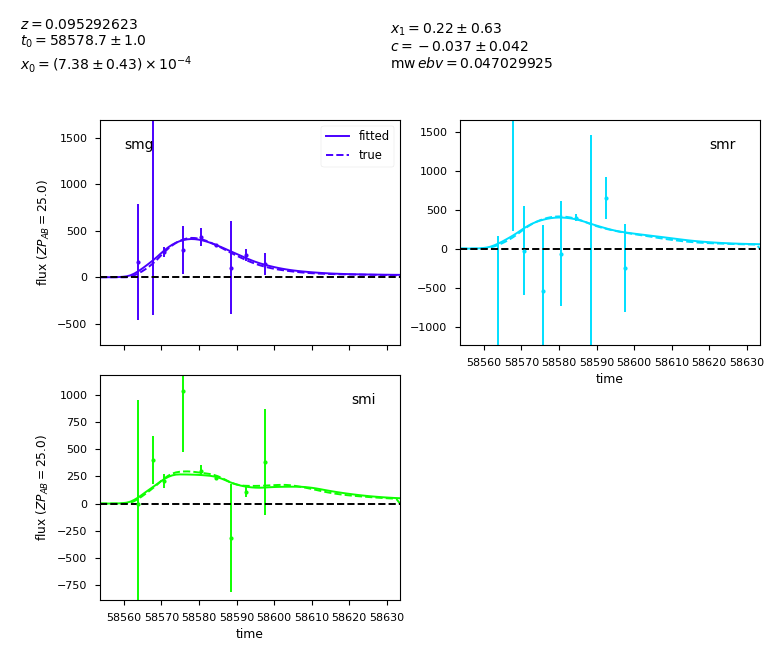 z = 0.095292623
t₀ = 58578.7 ± 1.0
x₀ = (7.38 ± 0.43) × 10⁻⁴
x₁ = 0.22 ± 0.63
c = −0.037 ± 0.042
mw ebv = 0.047029925
smg
fitted
true
1500
1000
500
0
−500
flux (ZP_AB = 25.0)
smr
1500
1000
500
0
−500
−1000
58560 58570 58580 58590 58600 58610 58620 58630
time
smi
1000
750
500
250
0
−250
−500
−750
flux (ZP_AB = 25.0)
58560 58570 58580 58590 58600 58610 58620 58630
time